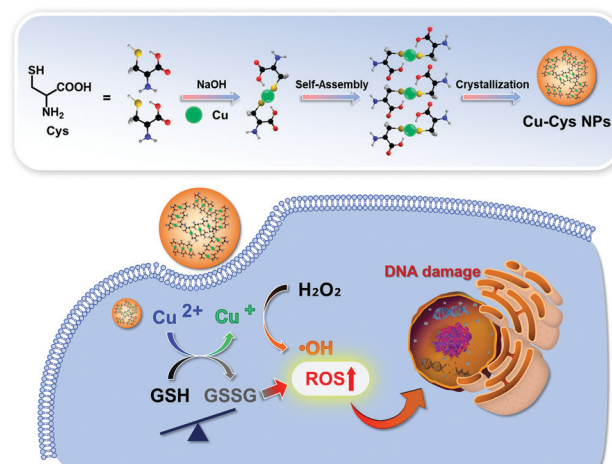 SH
COOH
NH2
Cys
=
NaOH
Cu
Self-Assembly
Crystallization
Cu-Cys NPs
DNA damage
H2O2
Cu 2+
Cu +
•OH
GSH
GSSG
ROS